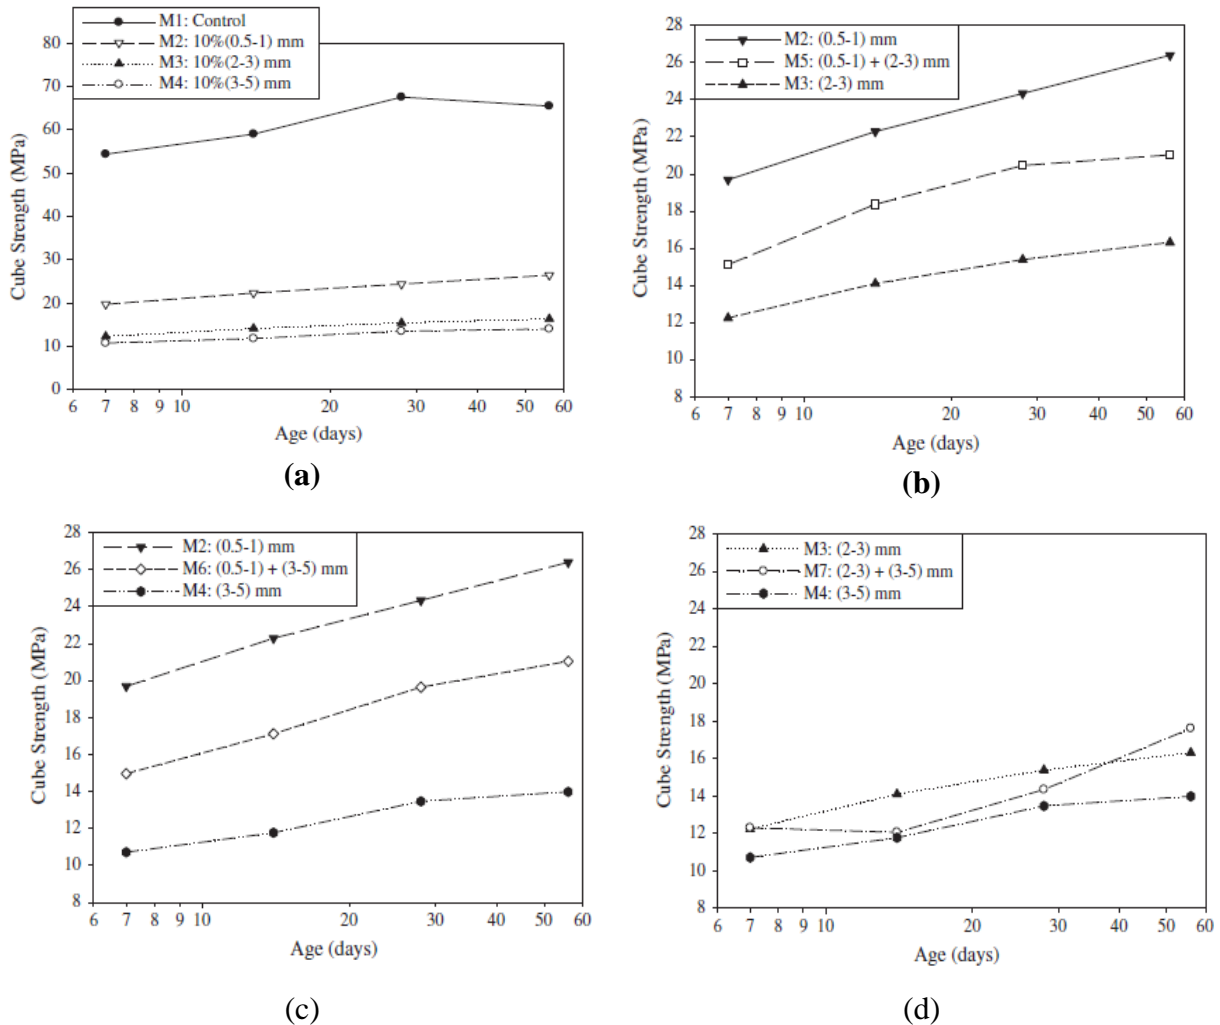 M1: Control
M2: 10%(0.5-1) mm
M3: 10%(2-3) mm
M4: 10%(3-5) mm
80
70
60
50
40
30
20
10
0
Cube Strength (MPa)
6 7 8 9 10 20 30 40 50 60
Age (days)
(a)
M2: (0.5-1) mm
M5: (0.5-1) + (2-3) mm
M3: (2-3) mm
28
26
24
22
20
18
16
14
12
10
8
Cube Strength (MPa)
6 7 8 9 10 20 30 40 50 60
Age (days)
(b)
M2: (0.5-1) mm
M6: (0.5-1) + (3-5) mm
M4: (3-5) mm
28
26
24
22
20
18
16
14
12
10
8
Cube Strength (MPa)
6 7 8 9 10 20 30 40 50 60
Age (days)
(c)
M3: (2-3) mm
M7: (2-3) + (3-5) mm
M4: (3-5) mm
28
26
24
22
20
18
16
14
12
10
8
Cube Strength (MPa)
6 7 8 9 10 20 30 40 50 60
Age (days)
(d)